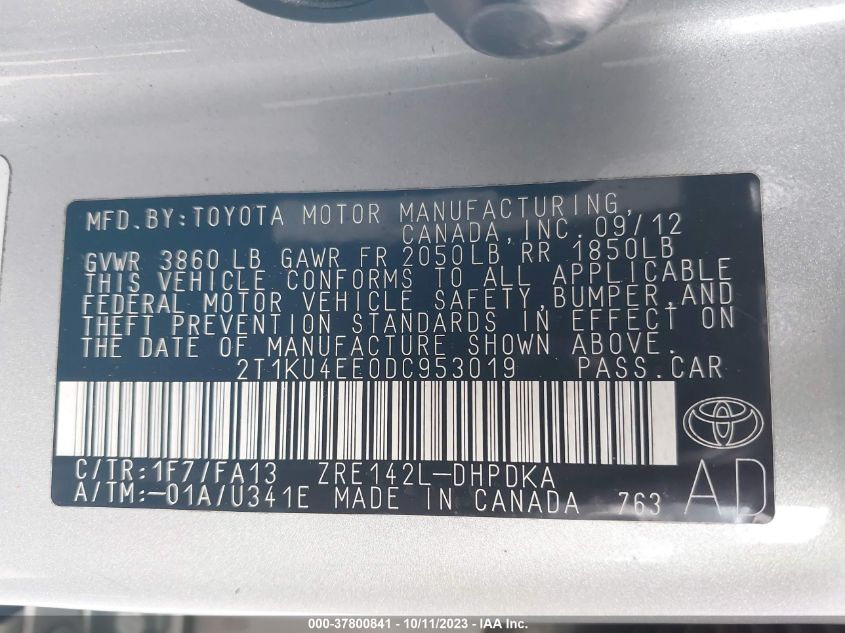 MFD.BY:TOYOTA MOTOR MANUFACTURING,
CANADA,INC.09/12
GVWR 3860 LB GAWR FR 2050LB RR 1850LB
THIS VEHICLE CONFORMS TO ALL APPLICABLE
FEDERAL MOTOR VEHICLE SAFETY,BUMPER,AND
THEFT PREVENTION STANDARDS IN EFFECT ON
THE DATE OF MANUFACTURE SHOWN ABOVE.
2T1KU4EE0DC953019 PASS.CAR
C/TR:1F7/FA13 ZRE142L-DHPDKA
A/TM:-01A/U341E MADE IN CANADA 763
AD
000-37800841 - 10/11/2023 - © IAA Inc.